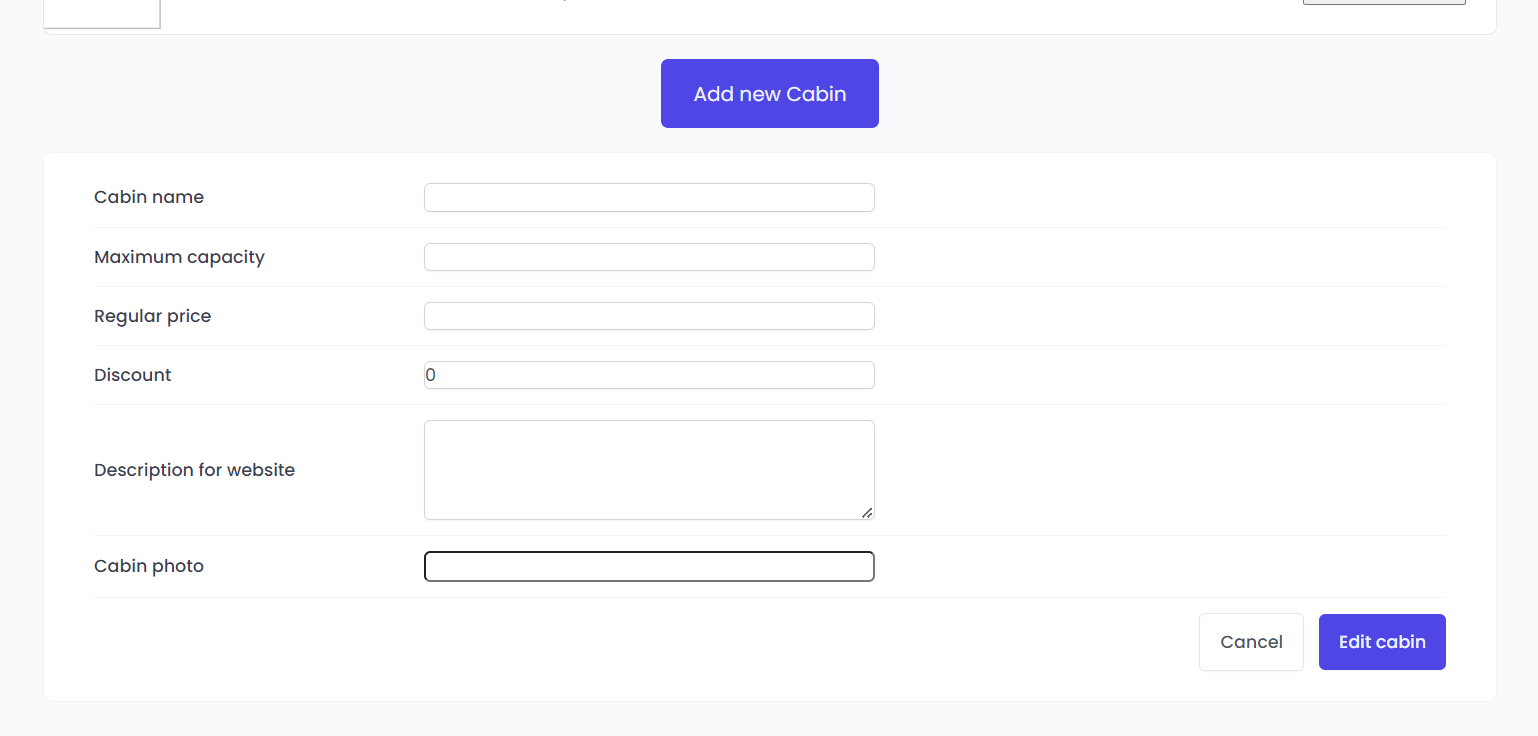 Add new Cabin
Cabin name
Maximum capacity
Regular price
Discount
0
Description for website
Cabin photo
Cancel
Edit cabin